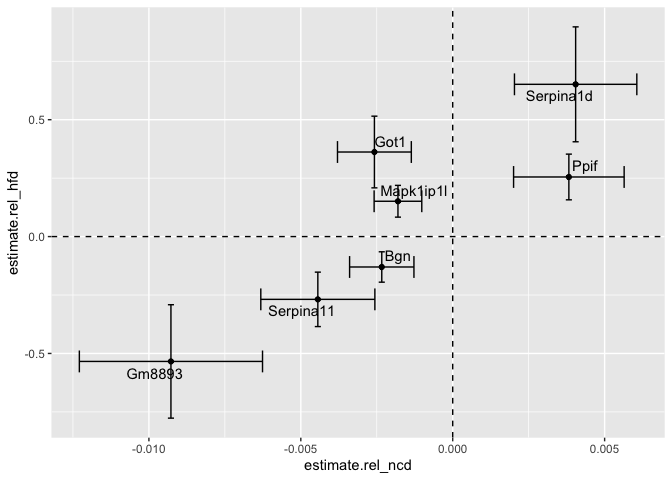 Serpina1d
0.5
Got1
Ppif
Mapk1ip1l
0.0
Bgn
Serpina11
-0.5
Gm8893
-0.010
-0.005
0.000
0.005
estimate.rel_ncd
estimate.rel_hfd